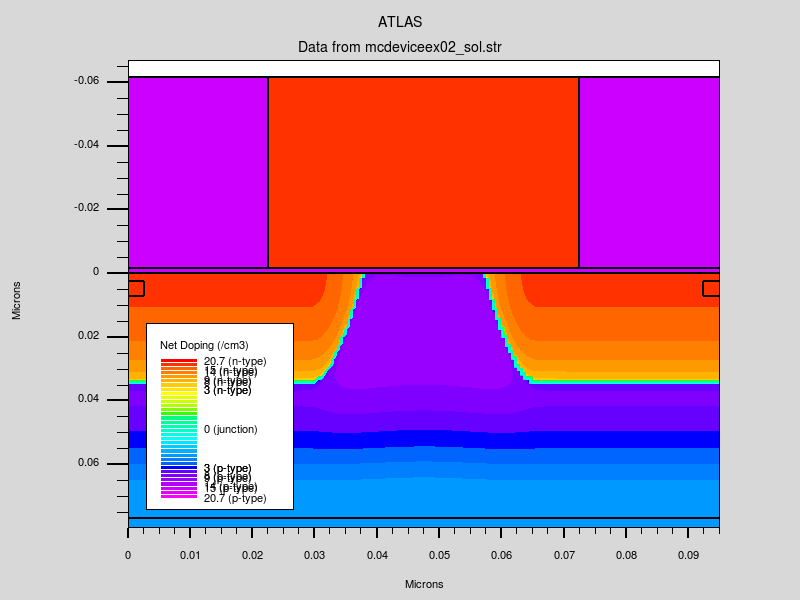 ATLAS
Data from mcdeviceex02_sol.str
-0.06
-0.04
-0.02
0
0.02
0.04
0.06
Microns
Net Doping (/cm3)
20.7 (n-type)
15 (n-type)
9 (n-type)
3 (n-type)
0 (junction)
3 (p-type)
9 (p-type)
15 (p-type)
20.7 (p-type)
0
0.01
0.02
0.03
0.04
0.05
0.06
0.07
0.08
0.09
Microns